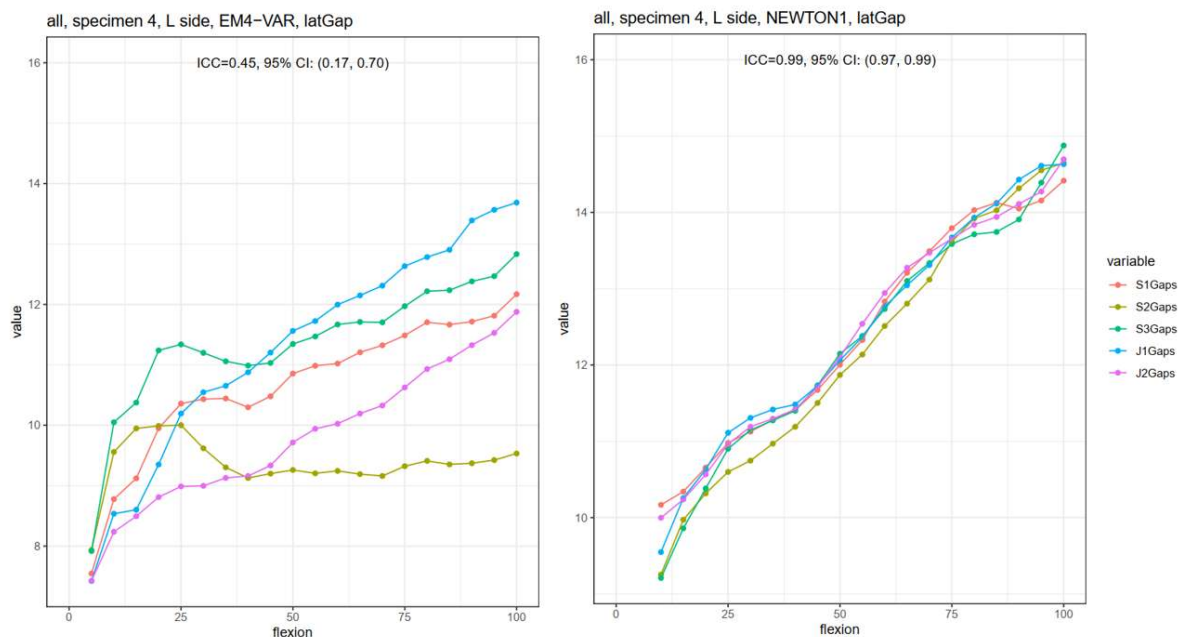 all, specimen 4, L side, EM4−VAR, latGap
ICC=0.45, 95% CI: (0.17, 0.70)
16
14
12
10
8
value
0
25
50
75
100
flexion
all, specimen 4, L side, NEWTON1, latGap
ICC=0.99, 95% CI: (0.97, 0.99)
16
14
12
10
value
0
25
50
75
100
flexion
variable
S1Gaps
S2Gaps
S3Gaps
J1Gaps
J2Gaps